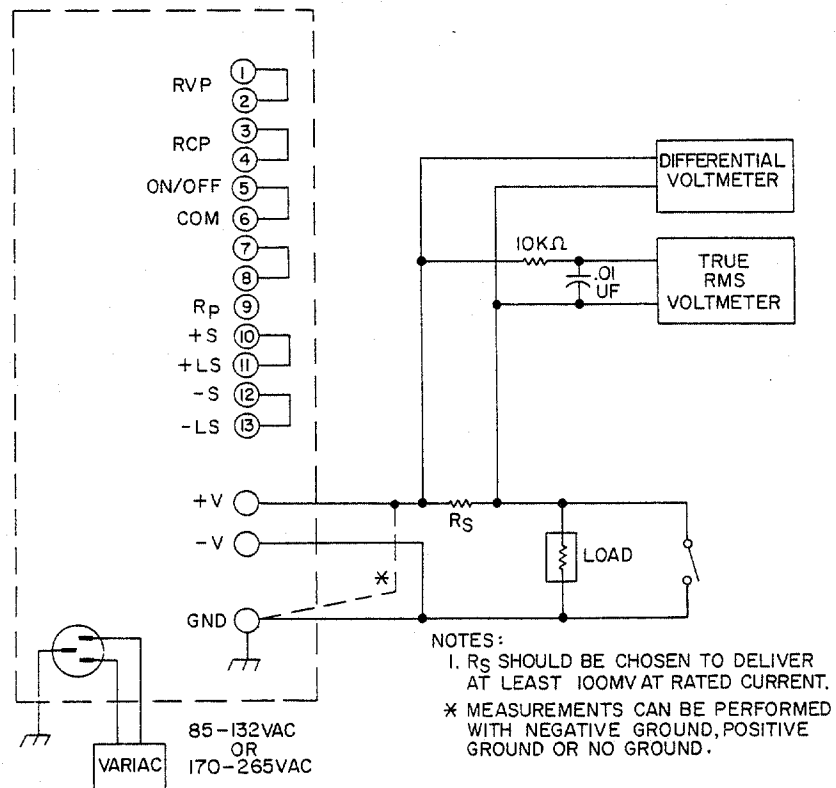 RVP
1
2
RCP
3
4
ON/OFF 5
COM 6
7
8
RP 9
+S 10
+LS 11
-S 12
-LS 13
+V
-V
*
GND
DIFFERENTIAL
VOLTMETER
10KΩ
.01
UF
TRUE
RMS
VOLTMETER
RS
LOAD
VARIAC
85-132VAC
OR
170-265VAC
NOTES:
1. RS SHOULD BE CHOSEN TO DELIVER
AT LEAST 100MV AT RATED CURRENT.
* MEASUREMENTS CAN BE PERFORMED
WITH NEGATIVE GROUND, POSITIVE
GROUND OR NO GROUND.